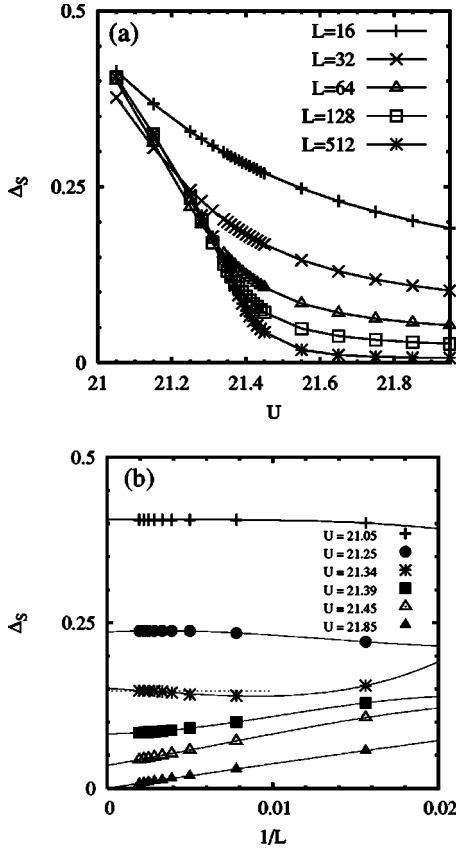 (a)
L=16
L=32
L=64
L=128
L=512
0.5
0.25
0
Δs
21
21.2
21.4
21.6
21.8
U
(b)
U = 21.05
U = 21.25
U = 21.34
U = 21.39
U = 21.45
U = 21.85
0.5
0.25
0
Δs
0
0.01
0.02
1/L